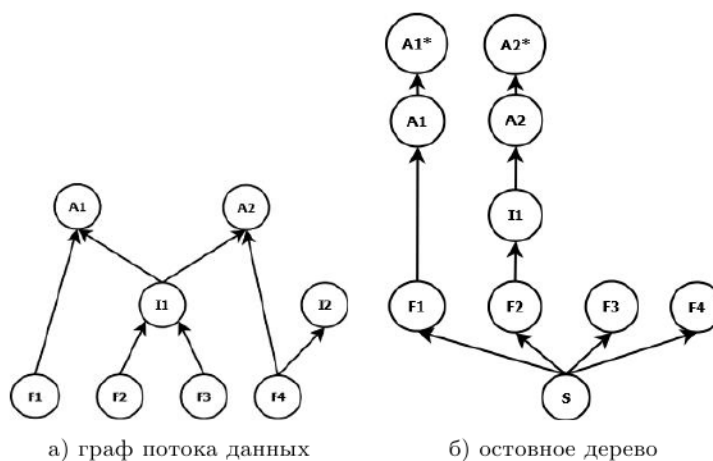 A1* A2*
A1 A2
A1 A2
I1
I1 I2
F1 F2 F3 F4
F1 F2 F3 F4
S
а) граф потока данных
б) остовное дерево